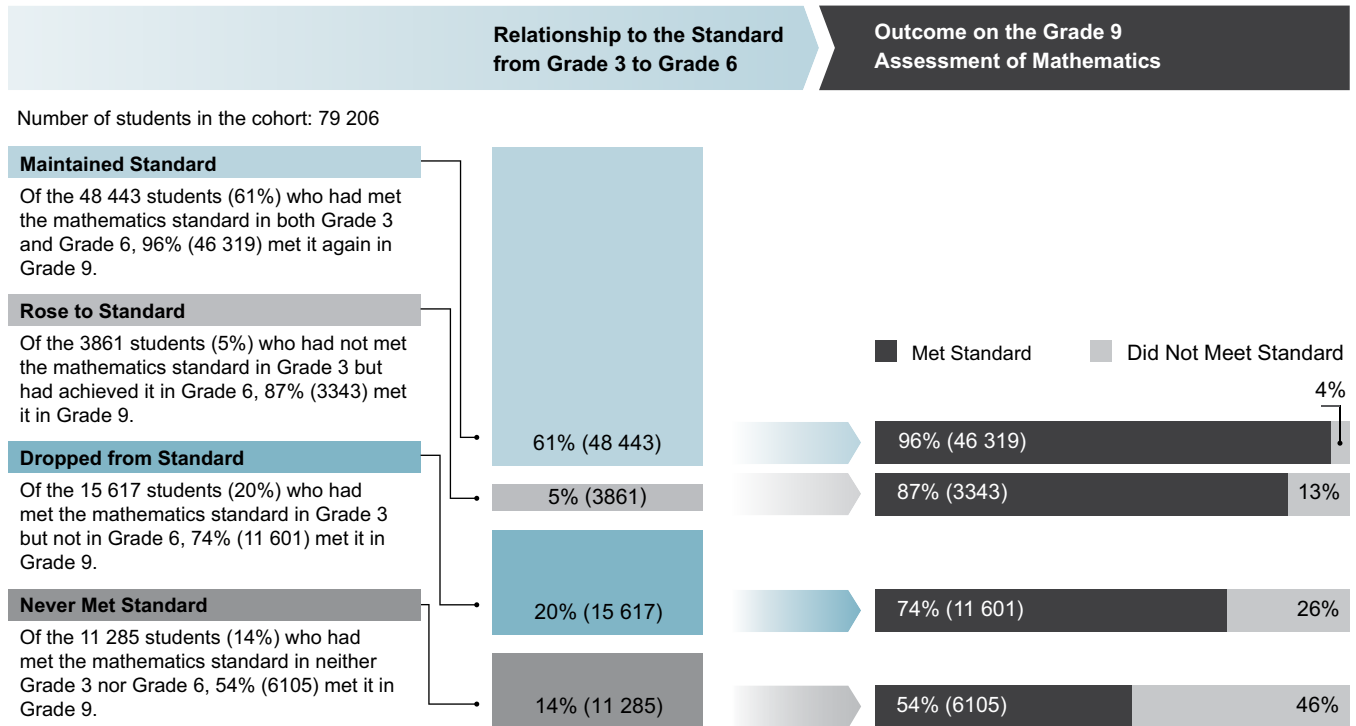 Relationship to the Standard
from Grade 3 to Grade 6
Outcome on the Grade 9
Assessment of Mathematics
Number of students in the cohort: 79 206
Maintained Standard
Of the 48 443 students (61%) who had met
the mathematics standard in both Grade 3
and Grade 6, 96% (46 319) met it again in
Grade 9.
Rose to Standard
Of the 3861 students (5%) who had not met
the mathematics standard in Grade 3 but
had achieved it in Grade 6, 87% (3343) met
it in Grade 9.
Dropped from Standard
Of the 15 617 students (20%) who had
met the mathematics standard in Grade 3
but not in Grade 6, 74% (11 601) met it in
Grade 9.
Never Met Standard
Of the 11 285 students (14%) who had
met the mathematics standard in neither
Grade 3 nor Grade 6, 54% (6105) met it in
Grade 9.
61% (48 443)
5% (3861)
20% (15 617)
14% (11 285)
Met Standard
Did Not Meet Standard
4%
96% (46 319)
87% (3343)
13%
74% (11 601)
26%
54% (6105)
46%